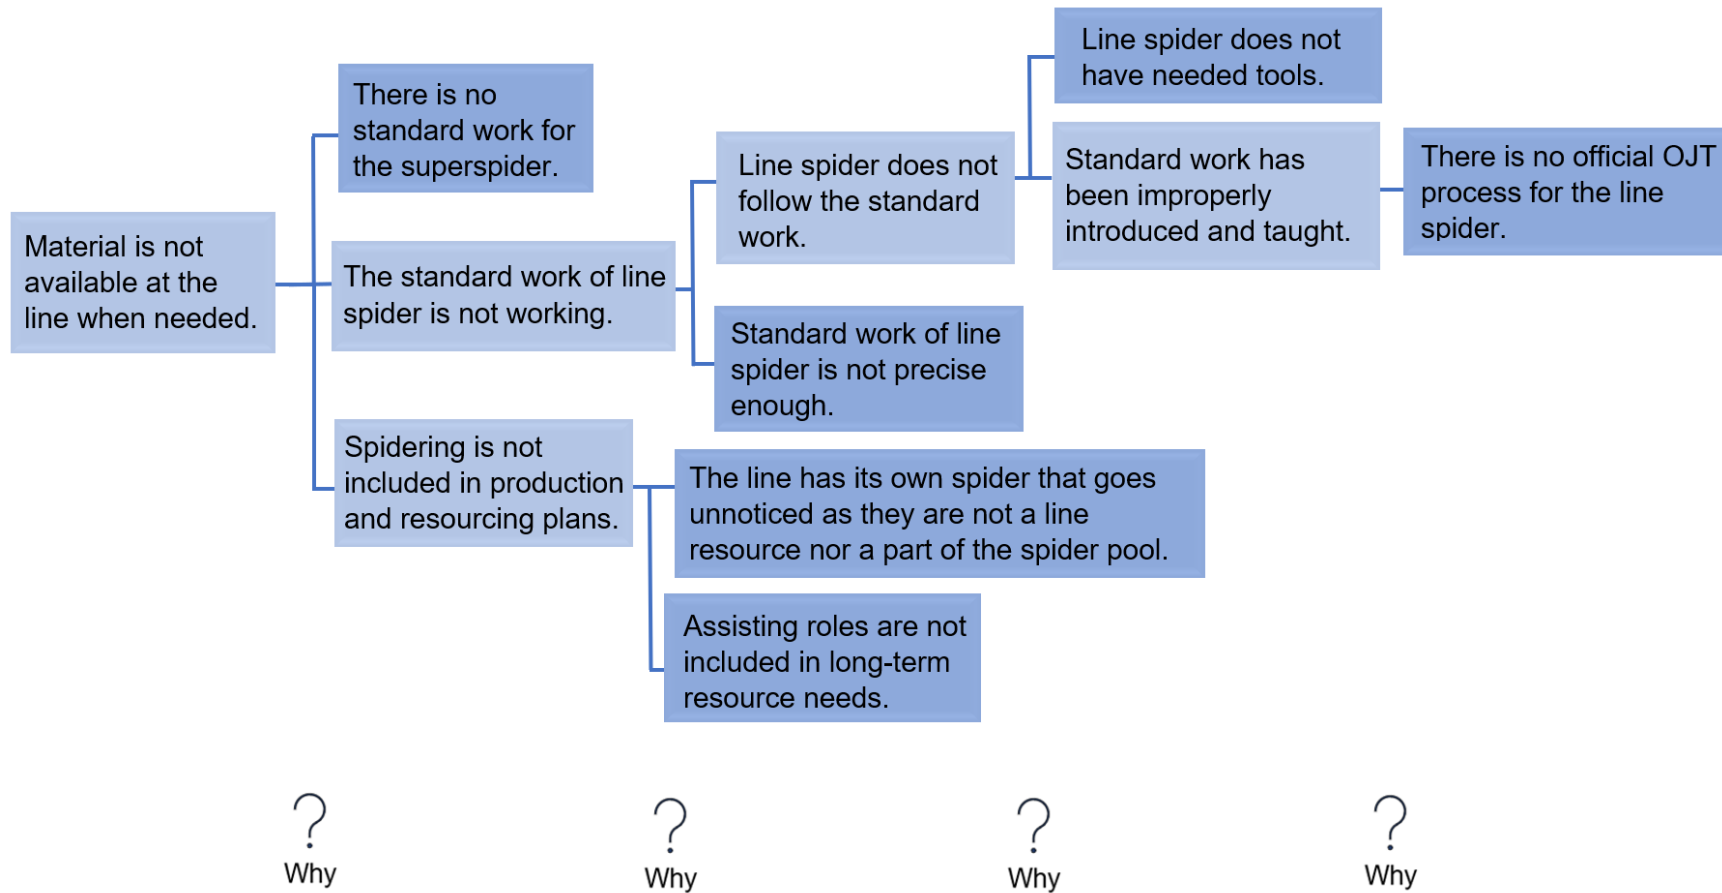 Material is not
available at the
line when needed.
There is no
standard work for
the superspider.
The standard work of line
spider is not working.
Spidering is not
included in production
and resourcing plans.
Line spider does not
follow the standard
work.
Standard work of line
spider is not precise
enough.
The line has its own spider that goes
unnoticed as they are not a line
resource nor a part of the spider pool.
Assisting roles are not
included in long-term
resource needs.
Line spider does not
have needed tools.
Standard work has
been improperly
introduced and taught.
There is no official OJT
process for the line
spider.
?
Why
?
Why
?
Why
?
Why